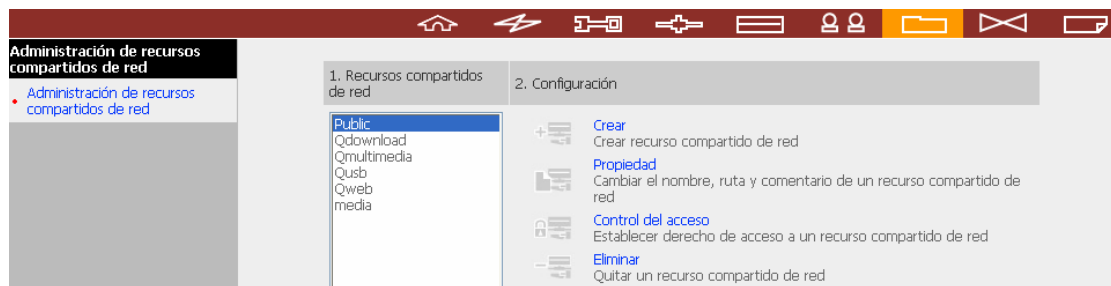 Administración de recursos
compartidos de red
Administración de recursos
compartidos de red
1. Recursos compartidos
de red
2. Configuración
Public
Qdownload
Qmultimedia
Qusb
Qweb
media
Crear
Crear recurso compartido de red
Propiedad
Cambiar el nombre, ruta y comentario de un recurso compartido de
red
Control del acceso
Establecer derecho de acceso a un recurso compartido de red
Eliminar
Quitar un recurso compartido de red